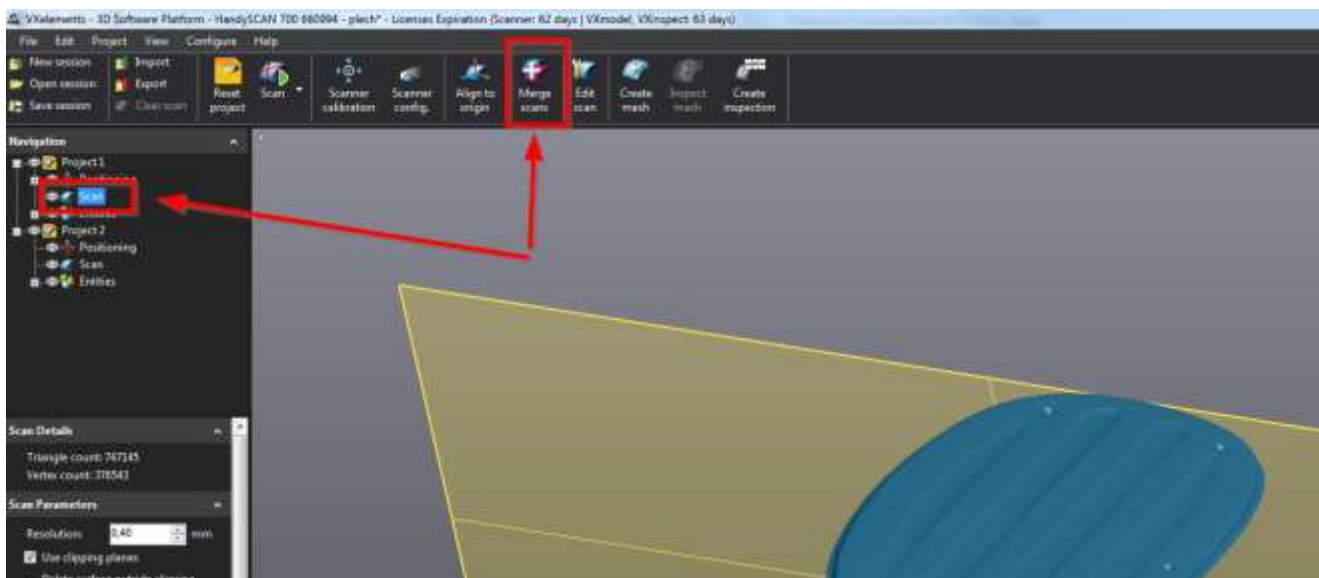 VXelements - 3D Software Platform - HandySCAN 700 660994 - plech* - Licenses Expiration (Scanner: 62 days | VXmodel, VXinspect: 63 days)
File Edit Project View Configure Help
New session Import
Open session Export
Save session Clear scan
Reset project
Scan
Scanner calibration
Scanner config.
Align to origin
Merge scans
Edit scan
Create mesh
Inspect mesh
Create inspection
Navigation
Project 1
Positioning
Scan
Entities
Project 2
Positioning
Scan
Entities
Scan Details
Triangle count: 747145
Vertex count: 376543
Scan Parameters
Resolution: 0,40 mm
Use clipping planes